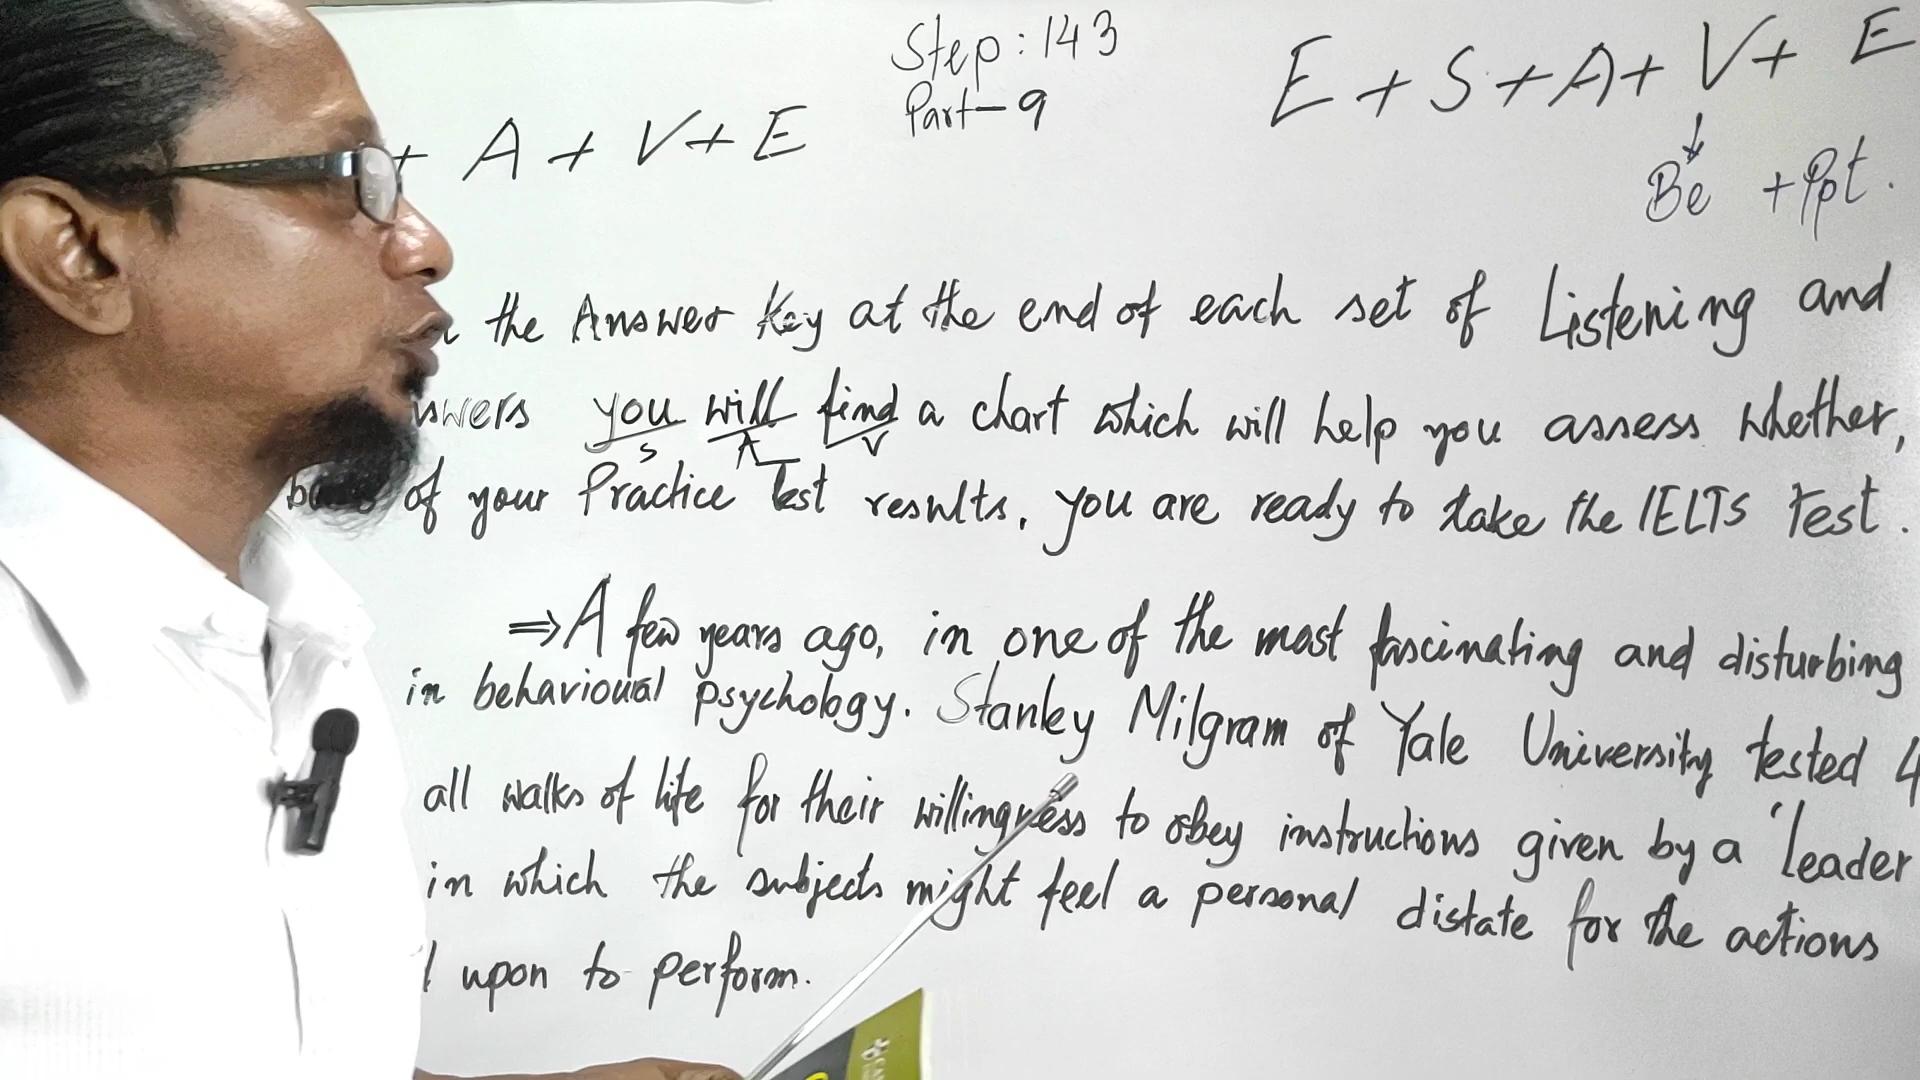 Step: 143
Part-9
+ A + V + E
E + S + A + V + E
Be + Ppt.
the Answer Key at the end of each set of Listening and
swers you will find a chart which will help you assess whether,
S A V
of your Practice Test results, you are ready to take the IELTS Test.
⇒ A few years ago, in one of the most fascinating and disturbing
in behavioural psychology. Stanley Milgram of Yale University tested 4
all walks of life for their willingness to obey instructions given by a 'leader
in which the subjects might feel a personal distate for the actions
upon to perform.